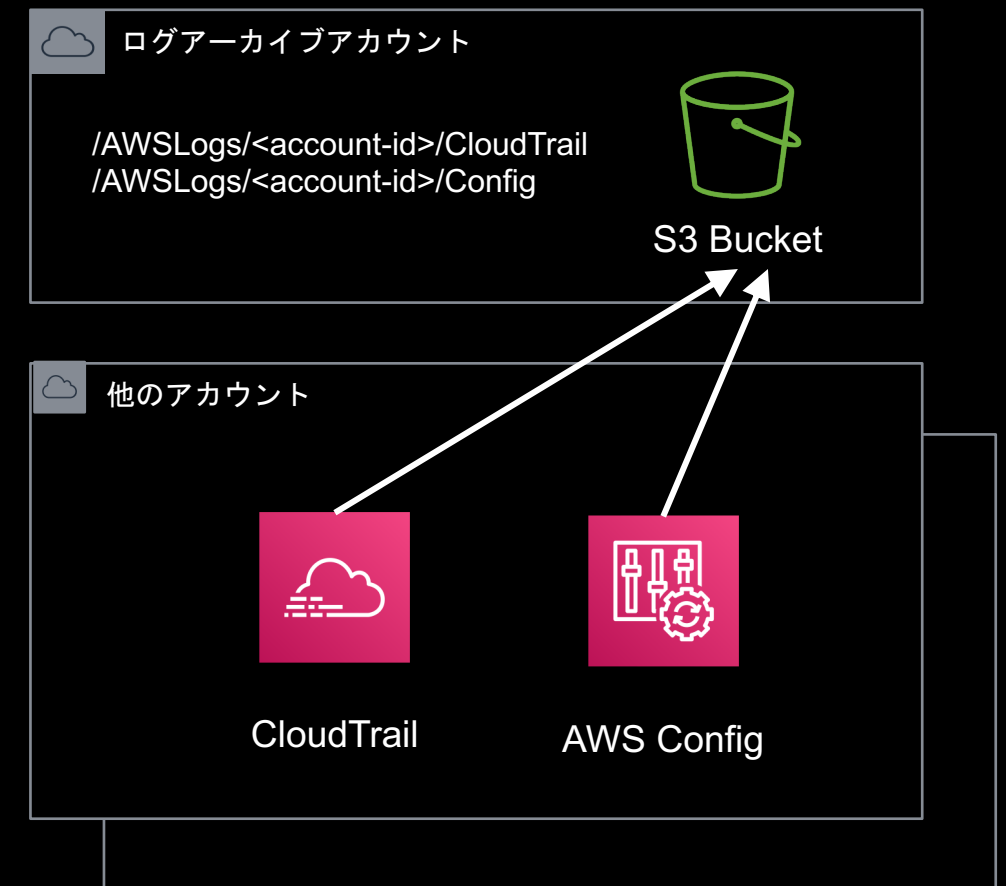 ログアーカイブアカウント
/AWSLogs/<account-id>/CloudTrail
/AWSLogs/<account-id>/Config
S3 Bucket
他のアカウント
CloudTrail
AWS Config